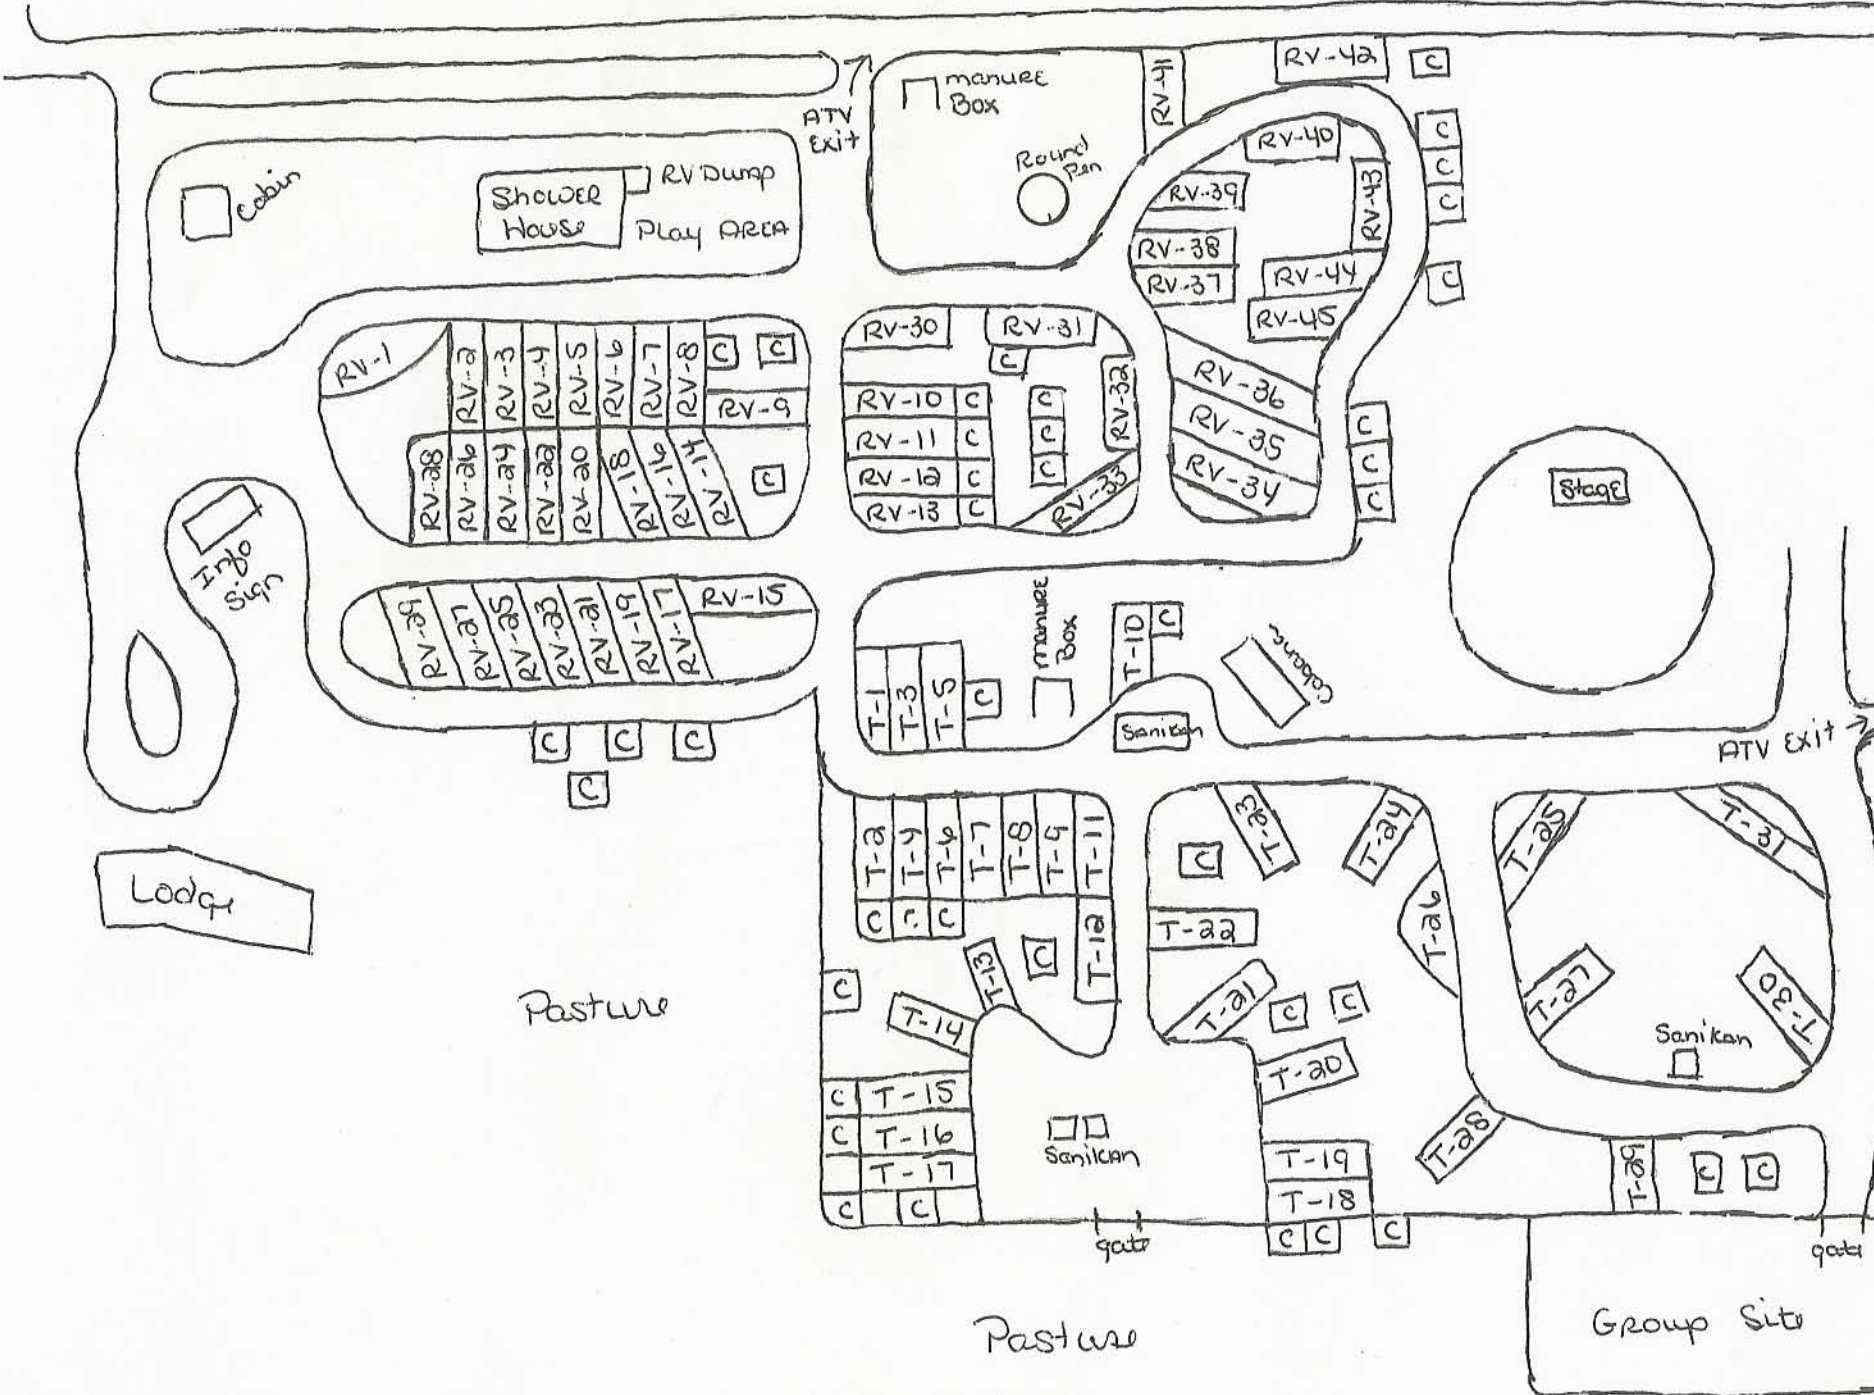 RV-42
C
RV-41
manure
Box
ATV
Exit
C
RV-40
C
Round
Pen
RV-43
C
Cabin
Shower
House
RV Dump
Play AREA
RV-39
RV-38
RV-37
RV-44
C
RV-45
RV-1
RV-2
RV-3
RV-4
RV-5
RV-6
RV-7
RV-8
C
C
RV-9
RV-28
RV-26
RV-24
RV-22
RV-20
RV-18
RV-16
RV-14
C
RV-30
RV-31
C
RV-32
RV-10
C
C
RV-11
C
C
RV-12
C
C
RV-13
C
RV-33
RV-36
RV-35
RV-34
C
C
C
Stage
Info
Sign
RV-29
RV-27
RV-25
RV-23
RV-21
RV-19
RV-17
RV-15
C
C
C
C
T-1
T-3
T-5
C
manure
Box
T-10
C
Sanikan
Cabana
ATV Exit
Lodge
T-2
T-4
T-6
T-7
T-8
T-9
T-11
C
C
C
T-12
C
T-13
C
T-14
C
T-15
C
T-16
T-17
C
C
Sanikan
gate
T-23
T-24
C
T-22
T-26
T-21
C
C
T-20
T-19
T-18
C
C
C
T-28
T-25
T-31
T-27
T-30
Sanikan
T-29
C
C
gate
Pasture
Pasture
Group Site